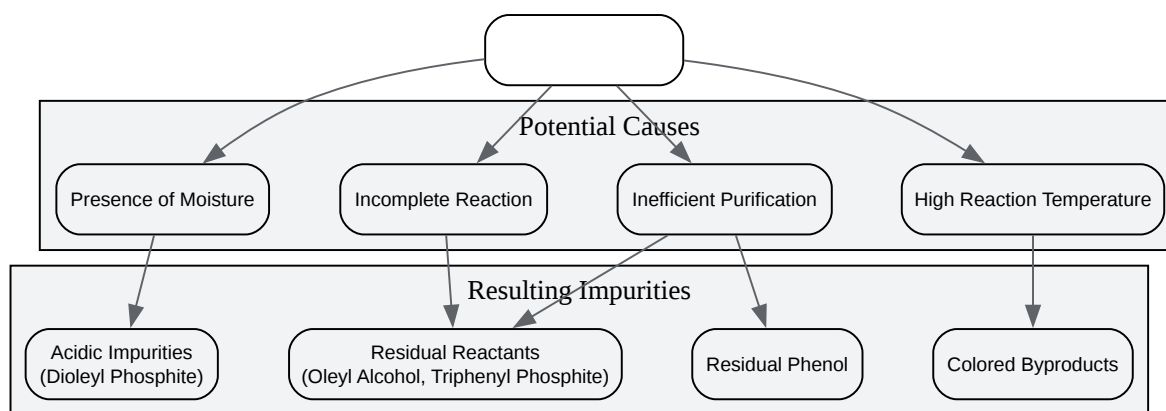 Potential Causes
Presence of Moisture
Incomplete Reaction
Inefficient Purification
High Reaction Temperature
Resulting Impurities
Acidic Impurities
(Dioleyl Phosphite)
Residual Reactants
(Oleyl Alcohol, Triphenyl Phosphite)
Residual Phenol
Colored Byproducts